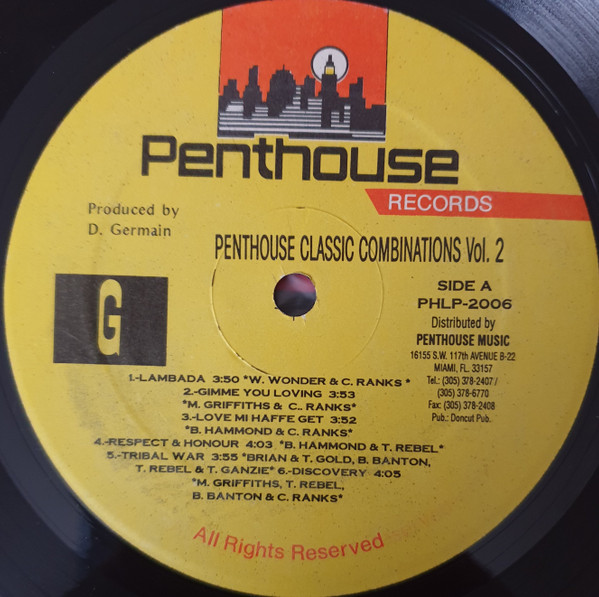 Penthouse
RECORDS
Produced by
D. Germain
PENTHOUSE CLASSIC COMBINATIONS Vol. 2
G
SIDE A
PHLP-2006
Distributed by
PENTHOUSE MUSIC
16155 S.W. 117th AVENUE B-22
MIAMI, FL. 33157
Tel.: (305) 378-2407 /
(305) 378-6770
Fax: (305) 378-2408
Pub.: Doncut Pub.
1.-LAMBADA 3:50 *W. WONDER & C. RANKS *
2.-GIMME YOU LOVING 3:53
*M. GRIFFITHS & C.. RANKS*
3.-LOVE MI HAFFE GET 3:52
*B. HAMMOND & C. RANKS*
4.-RESPECT & HONOUR 4:03 *B. HAMMOND & T. REBEL*
5.-TRIBAL WAR 3:55 *BRIAN & T. GOLD, B. BANTON,
T. REBEL & T. GANZIE* 6.-DISCOVERY 4:05
*M. GRIFFITHS, T. REBEL,
B. BANTON & C. RANKS*
All Rights Reserved